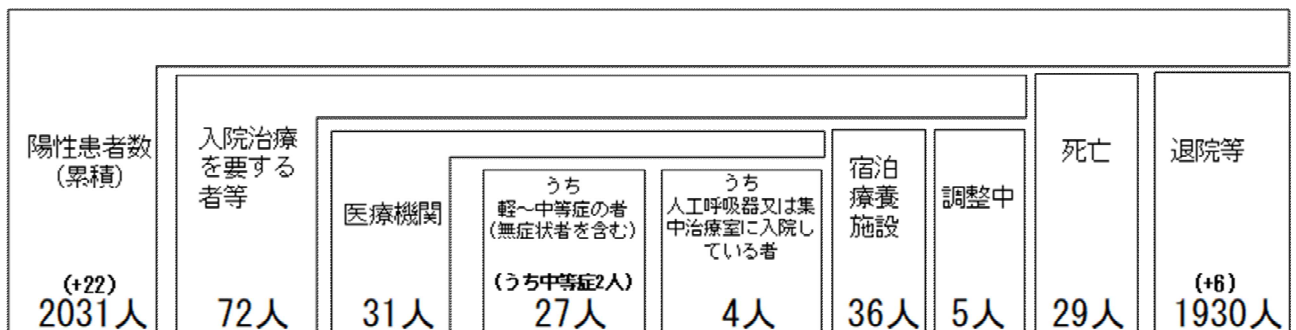 陽性患者数
(累積)
(+22)
2031人
入院治療
を要する
者等
72人
医療機関
31人
うち
軽～中等症の者
(無症状者を含む)
(うち中等症2人)
27人
うち
人工呼吸器又は集
中治療室に入院し
ている者
4人
宿泊
療養
施設
36人
調整中
5人
死亡
29人
退院等
(+6)
1930人